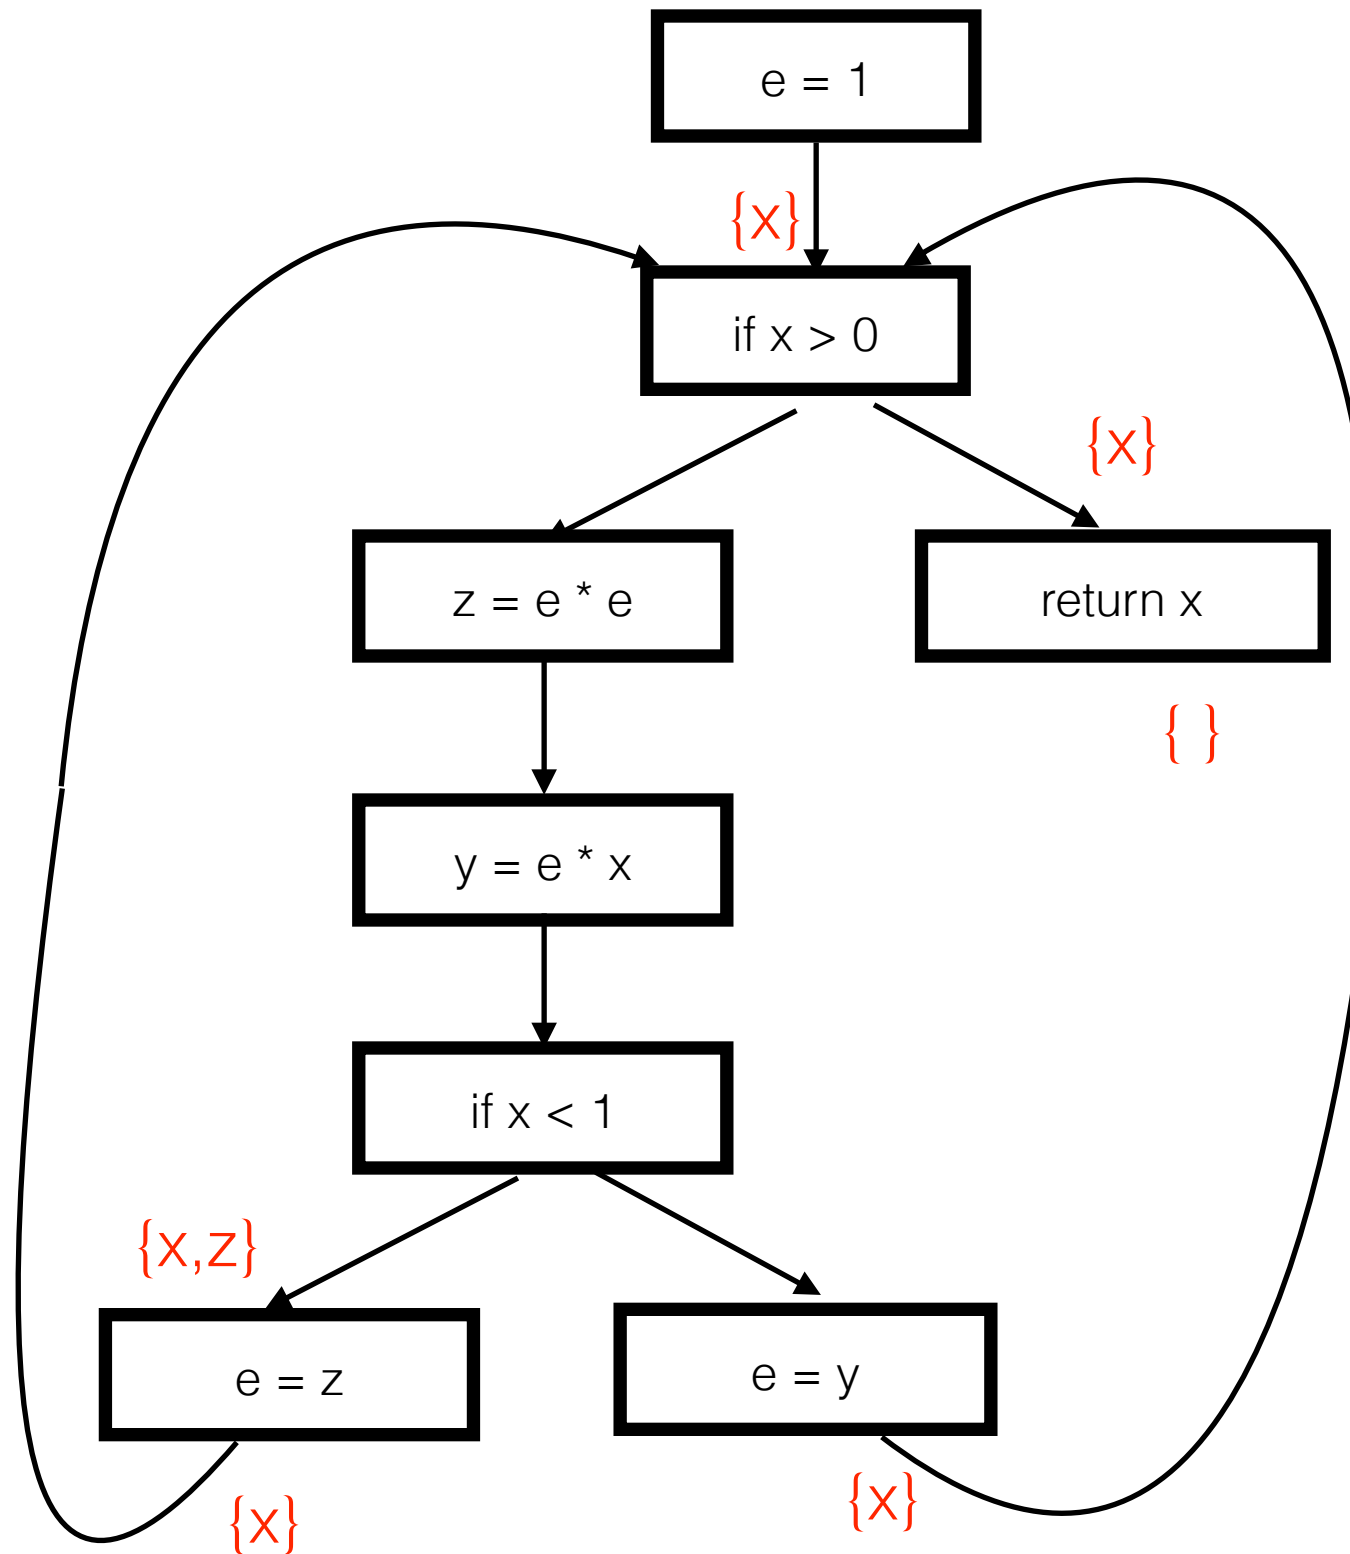 e = 1
{x}
if x > 0
{x}
z = e * e
return x
{ }
y = e * x
if x < 1
{x,z}
e = z
e = y
{x}
{x}